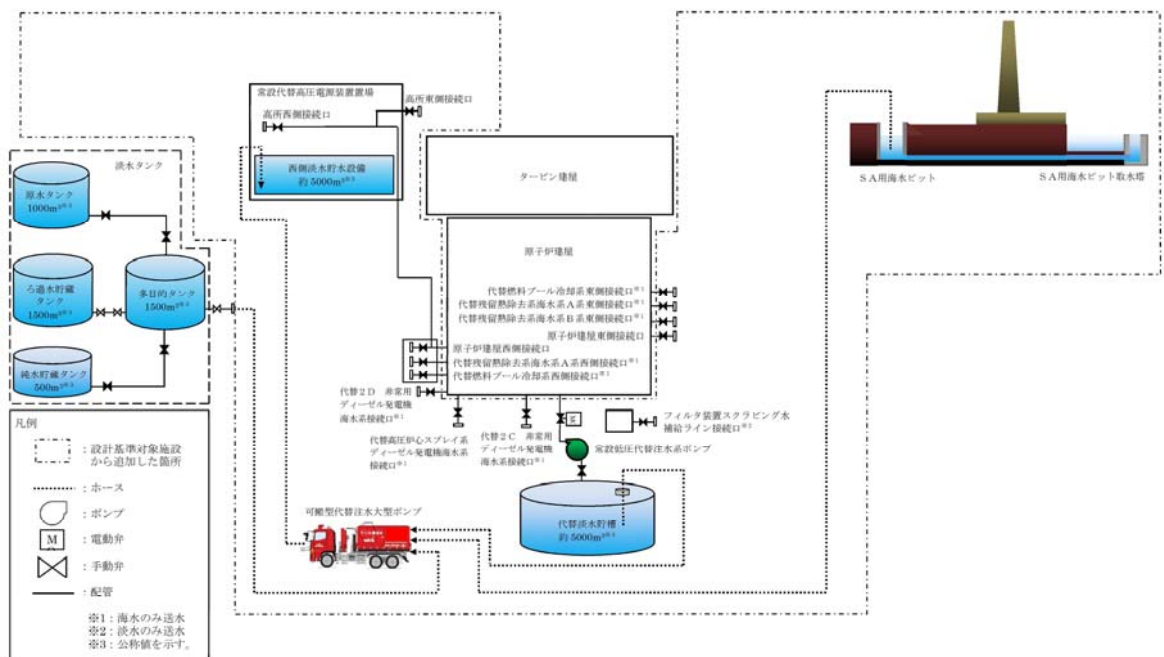 常設代替高圧電源装置置場
高所西側接続口
高所東側接続口
西側淡水貯水設備
約 5000m³※3
淡水タンク
原水タンク
1000m³※3
ろ過水貯蔵
タンク
1500m³※3
多目的タンク
1500m³※3
純水貯蔵タンク
500m³※3
タービン建屋
原子炉建屋
代替燃料プール冷却系東側接続口※1
代替残留熱除去系海水系A系東側接続口※1
代替残留熱除去系海水系B系東側接続口※1
原子炉建屋東側接続口
原子炉建屋西側接続口
代替残留熱除去系海水系A系西側接続口※1
代替燃料プール冷却系西側接続口※1
代替2D 非常用
ディーゼル発電機
海水系接続口※1
代替高圧炉心スプレイ系
ディーゼル発電機海水系
接続口※1
代替2C 非常用
ディーゼル発電機
海水系接続口※1
M
フィルタ装置スクラビング水
補給ライン接続口※2
常設低圧代替注水系ポンプ
代替淡水貯槽
約 5000m³※3
可搬型代替注水大型ポンプ
SA用海水ピット
SA用海水ピット取水塔
凡例
:設計基準対象施設
から追加した箇所
:ホース
:ポンプ
M
:電動弁
:手動弁
:配管
※1:海水のみ送水
※2:淡水のみ送水
※3:公称値を示す。